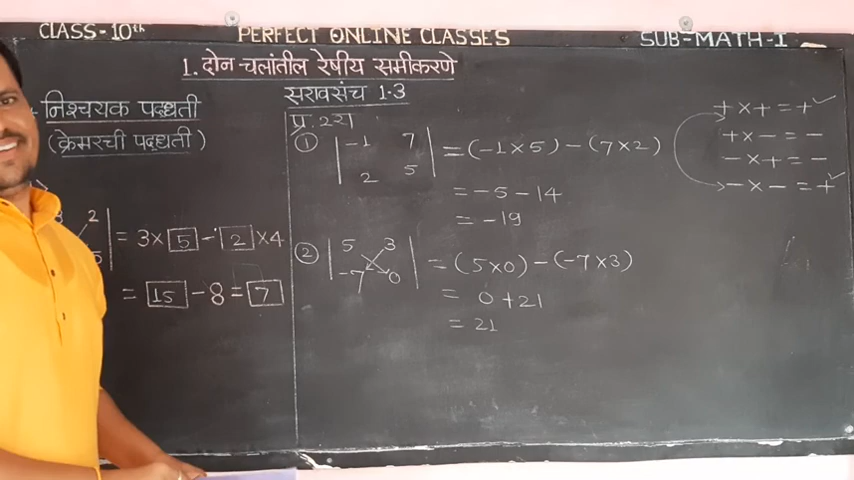 CLASS-10th PERFECT ONLINE CLASSES SUB-MATH-I
1. दोन चलांतील रेषीय समीकरणे
सरावसंच 1.3
निश्चयक पद्धती
(क्रेमरची पद्धती)
2
5
= 3×5-2×4
= 15-8=7
प्र.2रा
① | -1 7 | = (-1×5)-(7×2)
2 5
= -5-14
= -19
② | 5 3 | = (5×0)-(-7×3)
-7 0
= 0+21
= 21
+×+=+✓
+×-=-
-×+=-
-×-=+✓